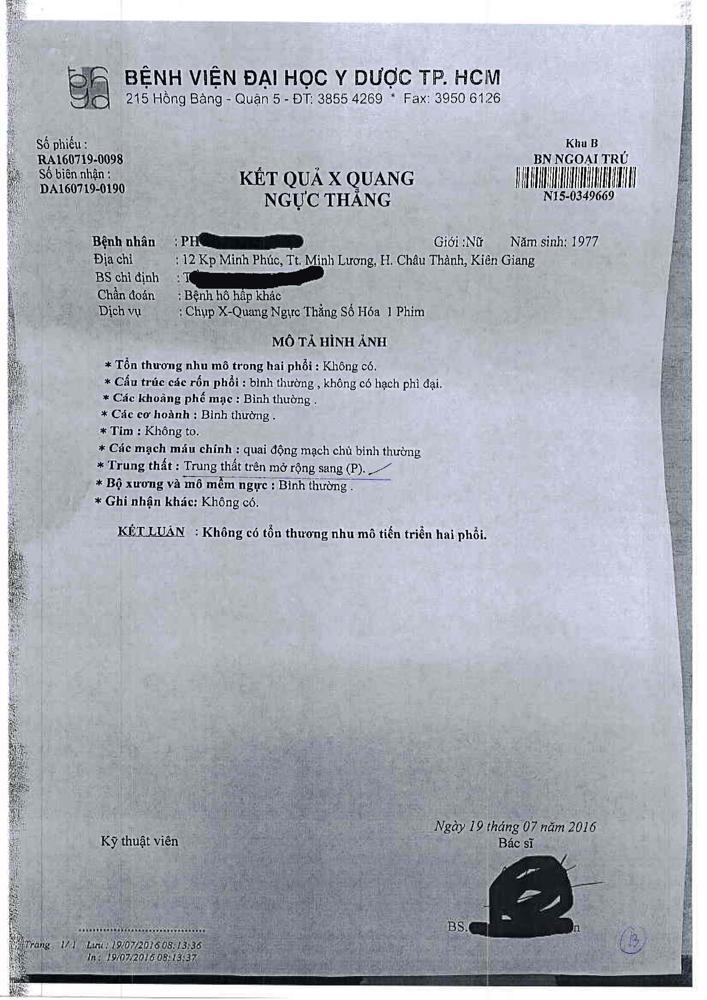 BỆNH VIỆN ĐẠI HỌC Y DƯỢC TP. HCM
215 Hồng Bàng - Quận 5 - ĐT: 3855 4269 * Fax: 3950 6126
Số phiếu :
RA160719-0098
Số biên nhận :
DA160719-0190
KẾT QUẢ X QUANG
NGỰC THẲNG
Khu B
BN NGOẠI TRÚ
N15-0349669
Bệnh nhân : PH Giới :Nữ Năm sinh: 1977
Địa chỉ : 12 Kp Minh Phúc, Tt. Minh Lương, H. Châu Thành, Kiên Giang
BS chỉ định : T
Chẩn đoán : Bệnh hô hấp khác
Dịch vụ : Chụp X-Quang Ngực Thẳng Số Hóa 1 Phim
MÔ TẢ HÌNH ẢNH
* Tổn thương nhu mô trong hai phổi : Không có.
* Cấu trúc các rốn phổi : bình thường , không có hạch phì đại.
* Các khoảng phế mạc : Bình thường .
* Các cơ hoành : Bình thường .
* Tim : Không to.
* Các mạch máu chính : quai động mạch chủ bình thường
* Trung thất : Trung thất trên mở rộng sang (P).
* Bộ xương và mô mềm ngực : Bình thường .
* Ghi nhận khác: Không có.
KẾT LUẬN : Không có tổn thương nhu mô tiến triển hai phổi.
Ngày 19 tháng 07 năm 2016
Kỹ thuật viên
Bác sĩ
BS. n
Trang 1/ 1 Lưu : 19/07/2016 08:13:36
In : 19/07/2016 08:13:37